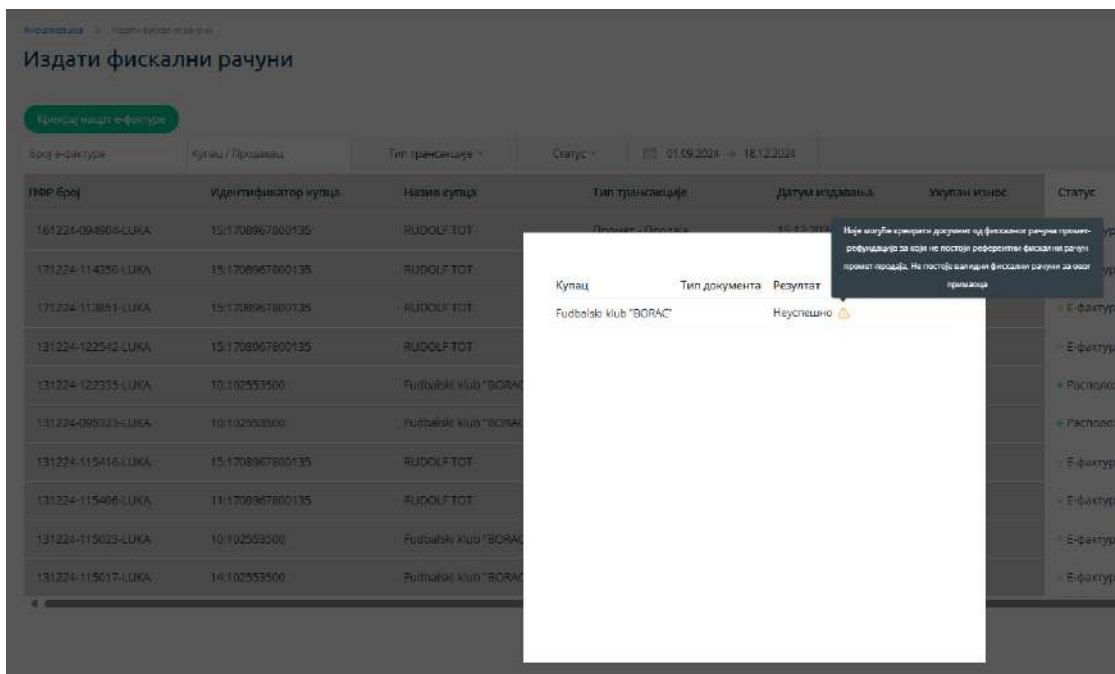 Издати фискални рачуни
Издати фискални рачуни
Креирај нацрт е-фактуре
Број е-фактуре Купац / Продавац Тип трансакције Статус 01.09.2024 → 18.12.2024
ПФР број Идентификатор купца Назив купца Тип трансакције Датум издавања Укупан износ Статус
161224-094904-LUKA 15:1708967800135 RUDOLF TOT Промет - Продаја
Није могуће креирати документ од фискалног рачуна промет-
рефундација за који не постоји референтни фискални рачун
промет-продаја, Не постоје валидни фискални рачуни за овог
примаоца
171224-114350-LUKA 15:1708967800135 RUDOLF TOT
Купац Тип документа Резултат
171224-113851-LUKA 15:1708967800135 RUDOLF TOT
Fudbalski klub "BORAC" Неуспешно
131224-122542-LUKA 15:1708967800135 RUDOLF TOT
131224-122335-LUKA 10:102553500 Fudbalski klub "BORAC
131224-095323-LUKA 10:102553500 Fudbalski klub "BORAC
131224-115416-LUKA 15:1708967800135 RUDOLF TOT
131224-115406-LUKA 11:1708967800135 RUDOLF TOT
131224-115023-LUKA 10:102553500 Fudbalski klub "BORAC
131224-115017-LUKA 14:102553500 Fudbalski klub "BORAC